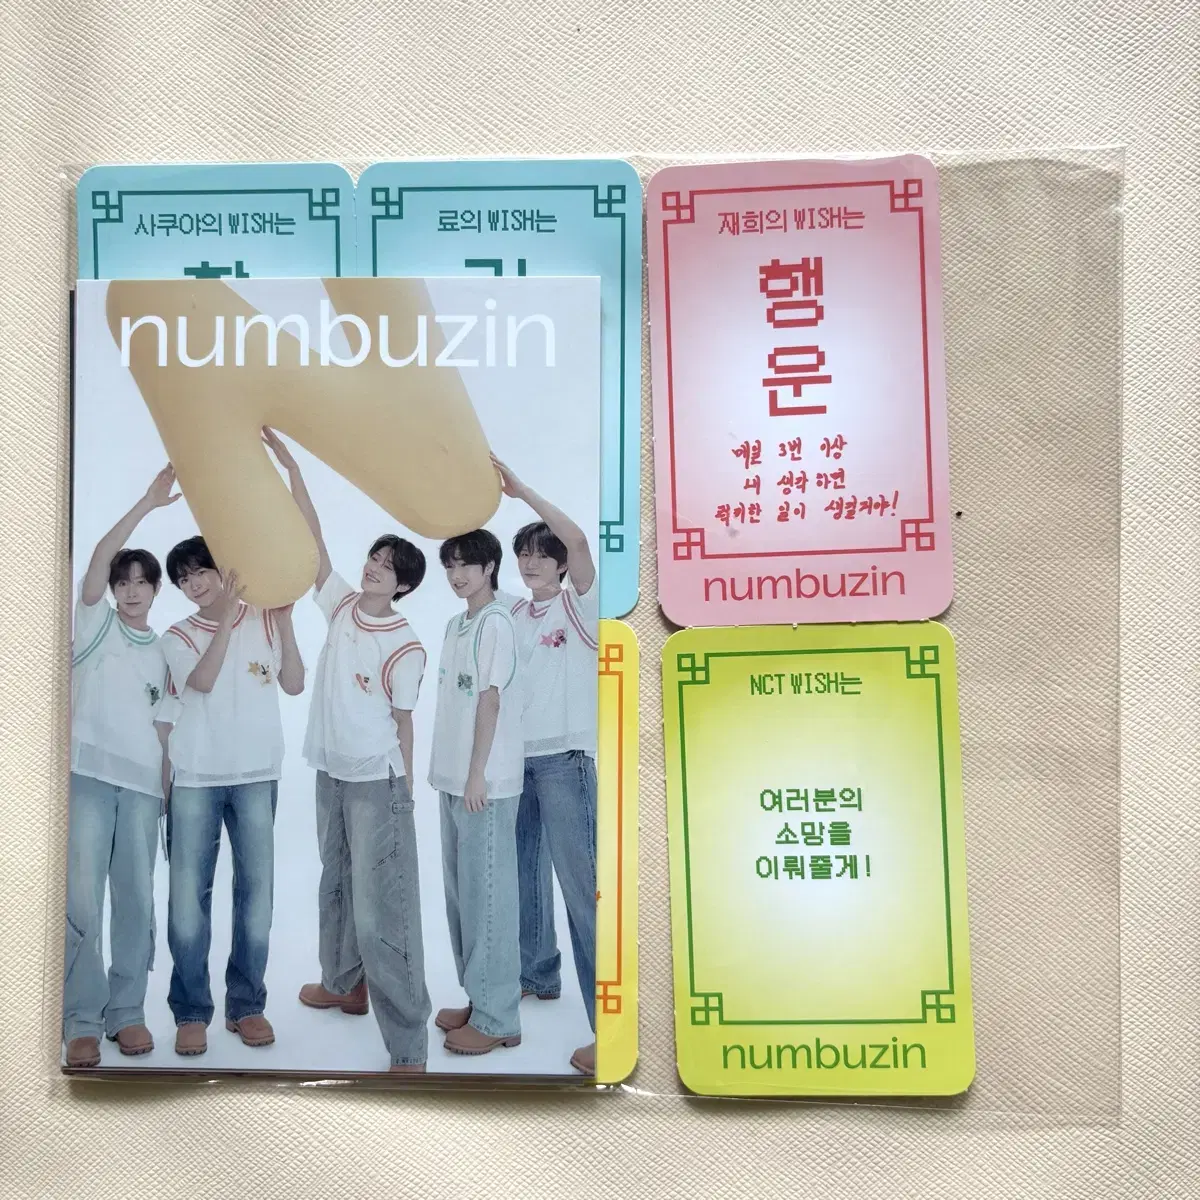 사쿠야의 WISH는
료의 WISH는
재희의 WISH는
행
운
매일 3번 이상
내 생각하면
럭키한 일이 생길거야!
numbuzin
numbuzin
NCT WISH는
여러분의
소망을
이뤄줄게!
numbuzin